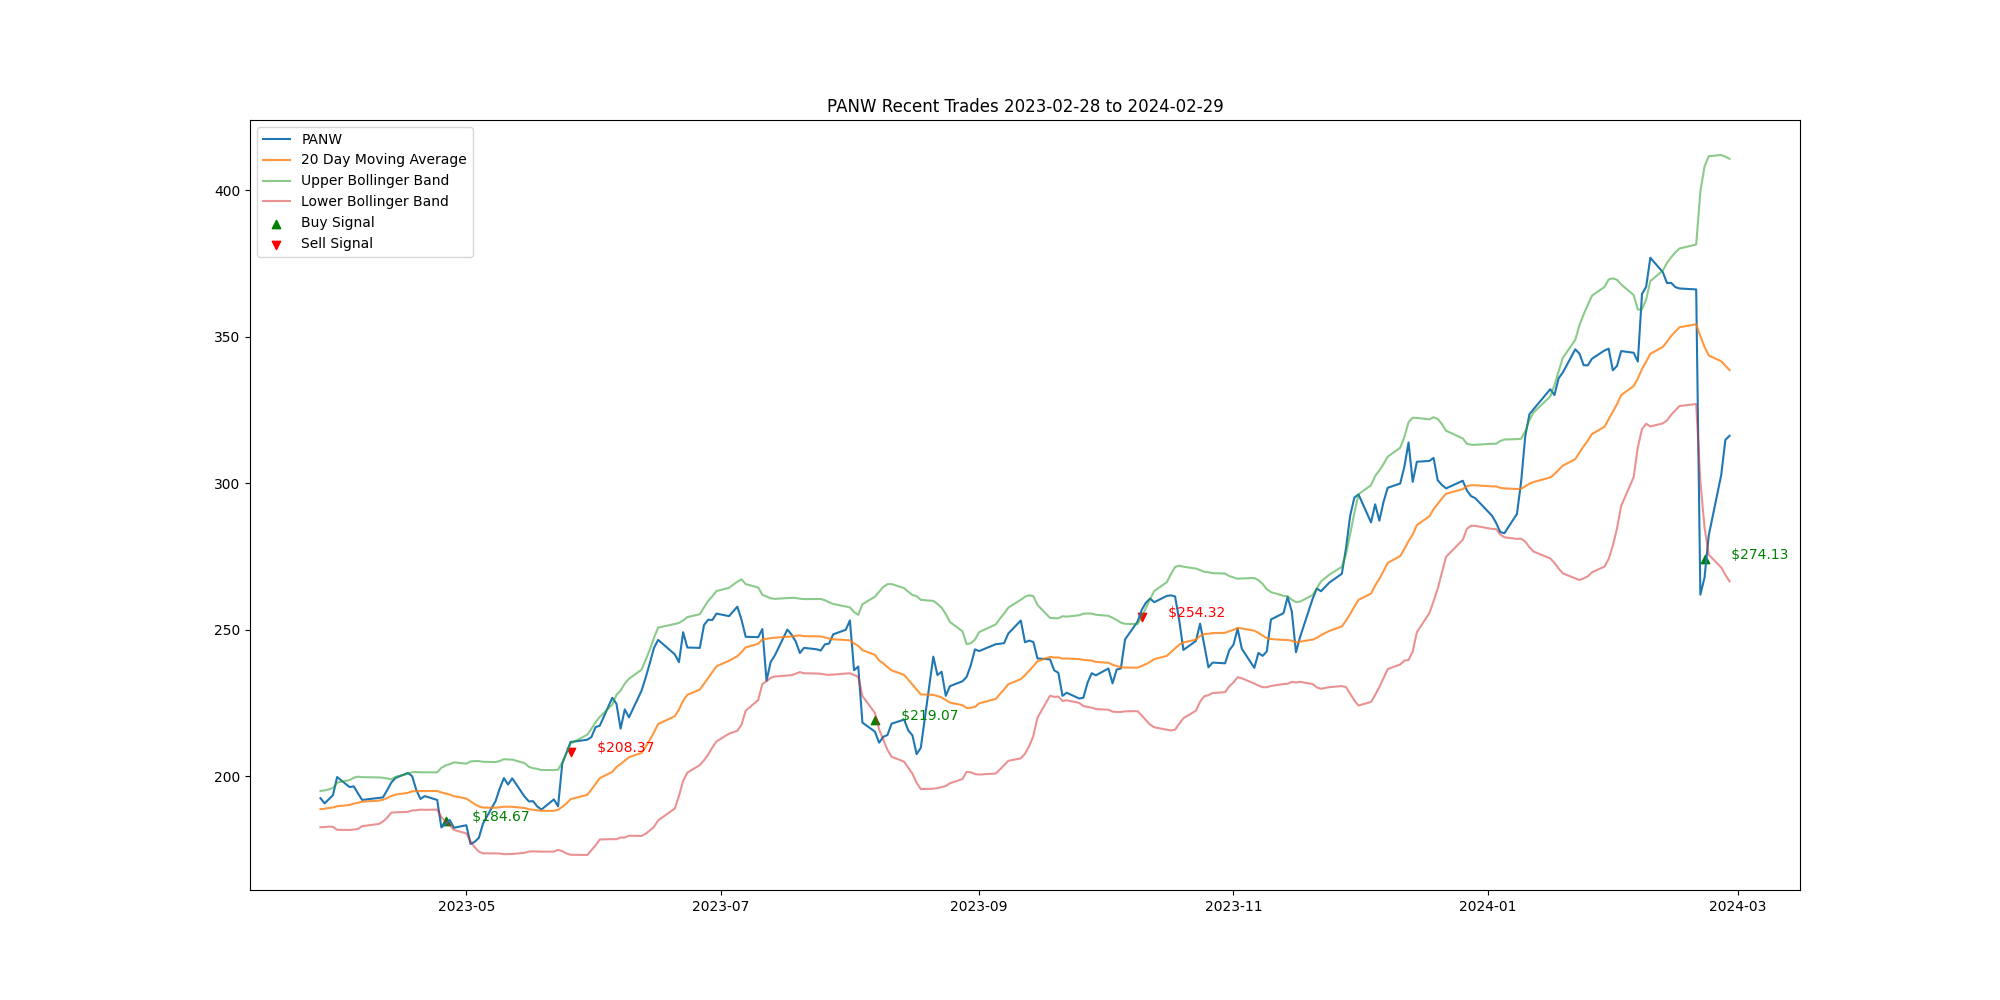 PANW Recent Trades 2023-02-28 to 2024-02-29
PANW
20 Day Moving Average
Upper Bollinger Band
Lower Bollinger Band
Buy Signal
Sell Signal
400
350
300
250
200
$274.13
$254.32
$219.07
$208.37
$184.67
2023-05
2023-07
2023-09
2023-11
2024-01
2024-03